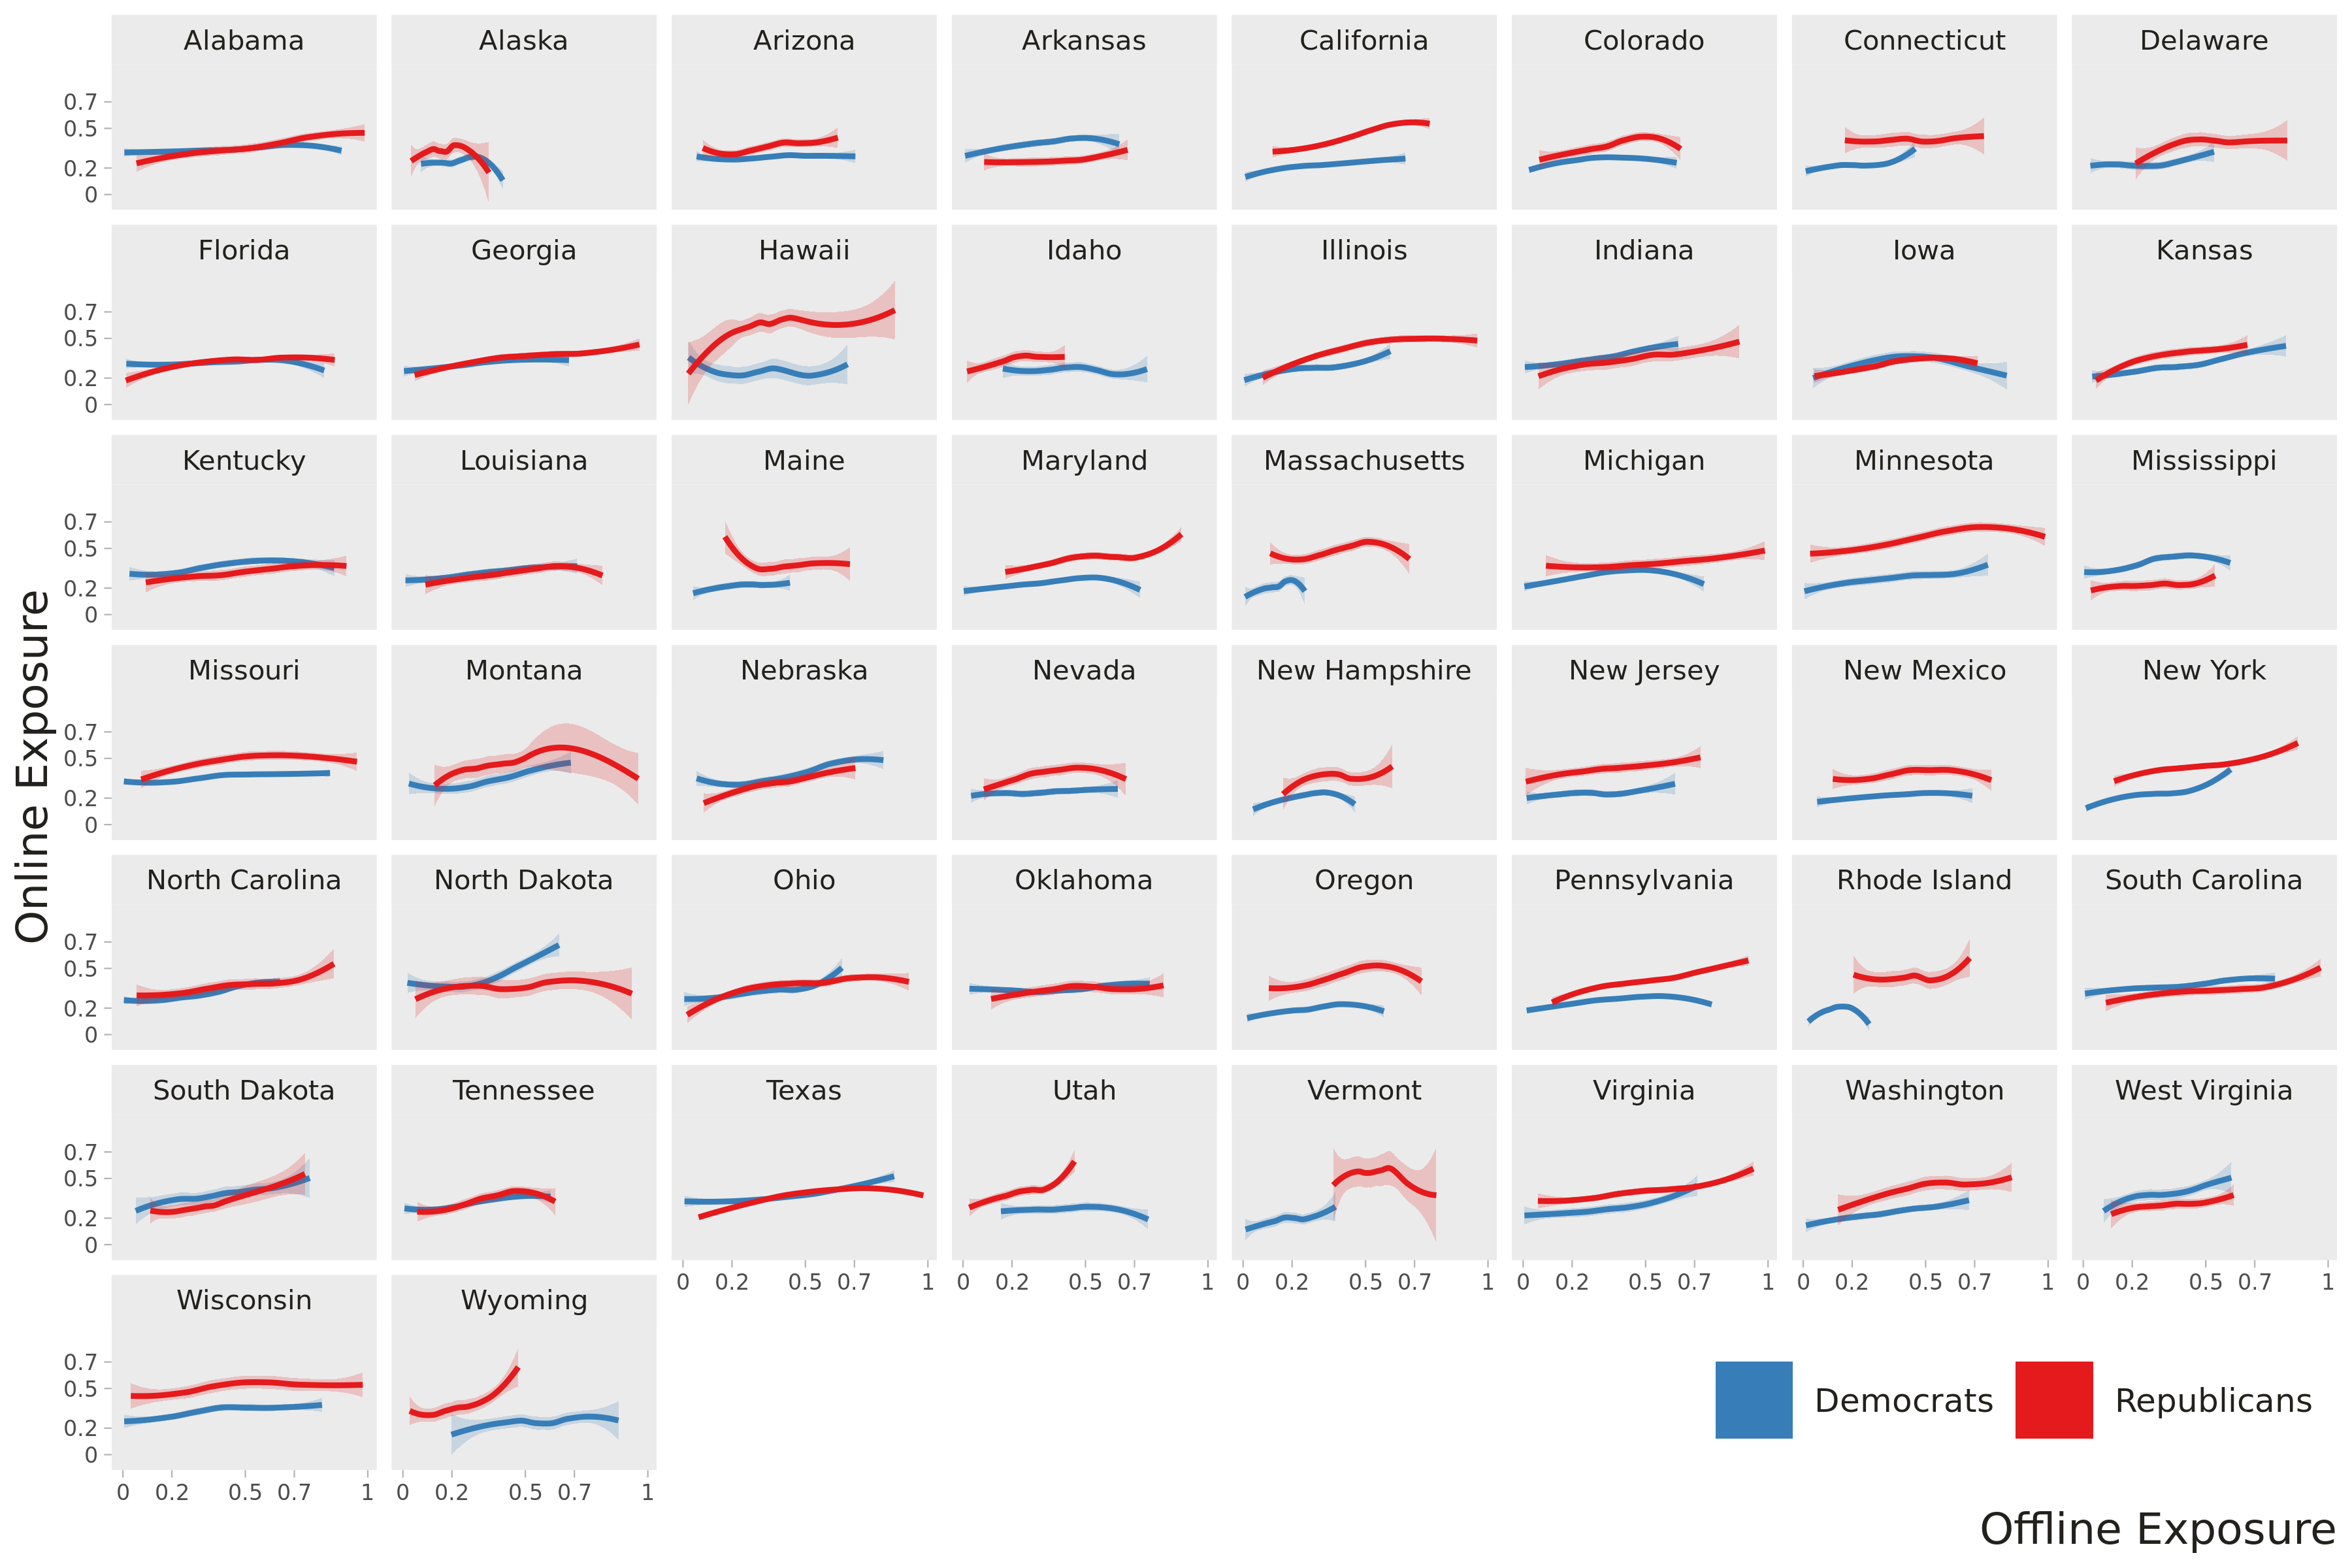 Alabama Alaska Arizona Arkansas California Colorado Connecticut Delaware
0.7
0.5
0.2
0
Florida Georgia Hawaii Idaho Illinois Indiana Iowa Kansas
0.7
0.5
0.2
0
Kentucky Louisiana Maine Maryland Massachusetts Michigan Minnesota Mississippi
0.7
0.5
0.2
0
Online Exposure
Missouri Montana Nebraska Nevada New Hampshire New Jersey New Mexico New York
0.7
0.5
0.2
0
North Carolina North Dakota Ohio Oklahoma Oregon Pennsylvania Rhode Island South Carolina
0.7
0.5
0.2
0
South Dakota Tennessee Texas Utah Vermont Virginia Washington West Virginia
0.7
0.5
0.2
0
0 0.2 0.5 0.7 1 0 0.2 0.5 0.7 1 0 0.2 0.5 0.7 1 0 0.2 0.5 0.7 1 0 0.2 0.5 0.7 1 0 0.2 0.5 0.7 1
Wisconsin Wyoming
0.7
0.5
0.2
0
0 0.2 0.5 0.7 1 0 0.2 0.5 0.7 1
Democrats Republicans
Offline Exposure